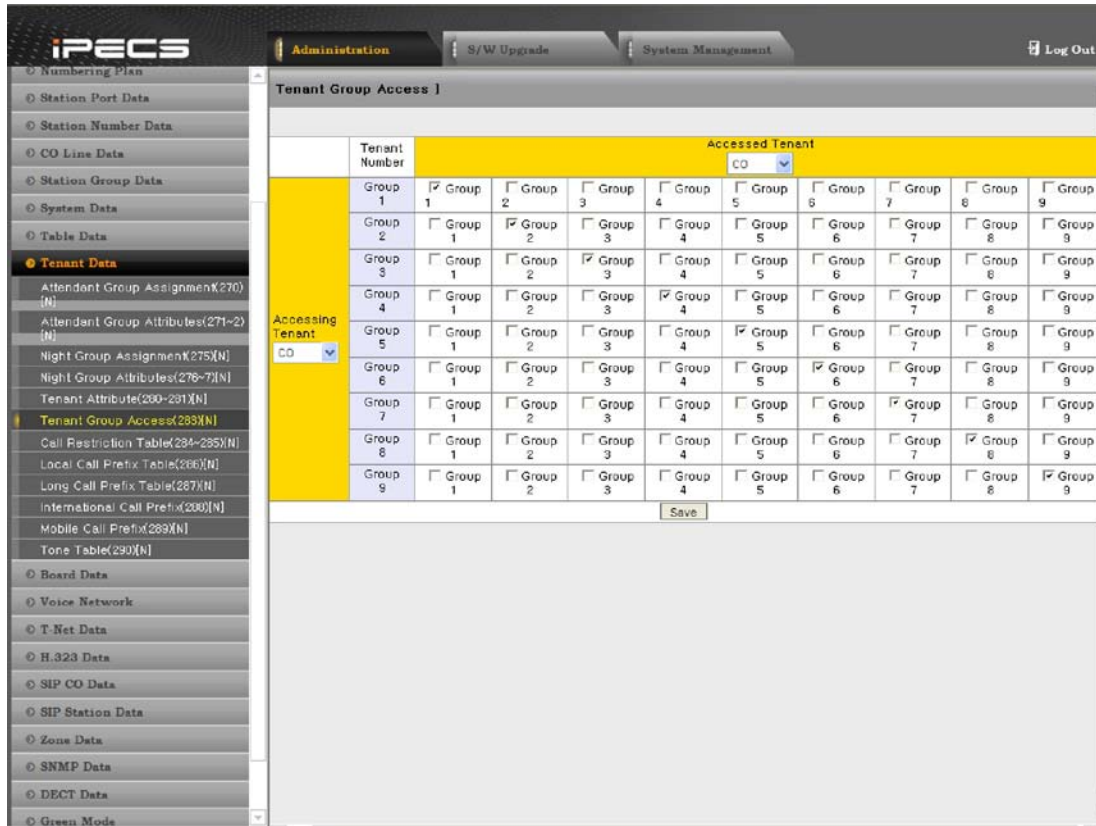 iPECS
Administration
S/W Upgrade
System Management
Log Out
Numbering Plan
Station Port Data
Station Number Data
CO Line Data
Station Group Data
System Data
Table Data
Tenant Data
Attendant Group Assignment(270)
[N]
Attendant Group Attributes(271~2)
[N]
Night Group Assignment(275)[N]
Night Group Attributes(276~7)[N]
Tenant Attribute(280~281)[N]
Tenant Group Access(283)[N]
Call Restriction Table(284~285)[N]
Local Call Prefix Table(286)[N]
Long Call Prefix Table(287)[N]
International Call Prefix(288)[N]
Mobile Call Prefix(289)[N]
Tone Table(290)[N]
Board Data
Voice Network
T-Net Data
H.323 Data
SIP CO Data
SIP Station Data
Zone Data
SNMP Data
DECT Data
Green Mode
Tenant Group Access ]
Tenant Number
Accessed Tenant
CO
Accessing Tenant
CO
Group 1 Group 1 Group 2 Group 3 Group 4 Group 5 Group 6 Group 7 Group 8 Group 9
Group 2 Group 1 Group 2 Group 3 Group 4 Group 5 Group 6 Group 7 Group 8 Group 9
Group 3 Group 1 Group 2 Group 3 Group 4 Group 5 Group 6 Group 7 Group 8 Group 9
Group 4 Group 1 Group 2 Group 3 Group 4 Group 5 Group 6 Group 7 Group 8 Group 9
Group 5 Group 1 Group 2 Group 3 Group 4 Group 5 Group 6 Group 7 Group 8 Group 9
Group 6 Group 1 Group 2 Group 3 Group 4 Group 5 Group 6 Group 7 Group 8 Group 9
Group 7 Group 1 Group 2 Group 3 Group 4 Group 5 Group 6 Group 7 Group 8 Group 9
Group 8 Group 1 Group 2 Group 3 Group 4 Group 5 Group 6 Group 7 Group 8 Group 9
Group 9 Group 1 Group 2 Group 3 Group 4 Group 5 Group 6 Group 7 Group 8 Group 9
Save